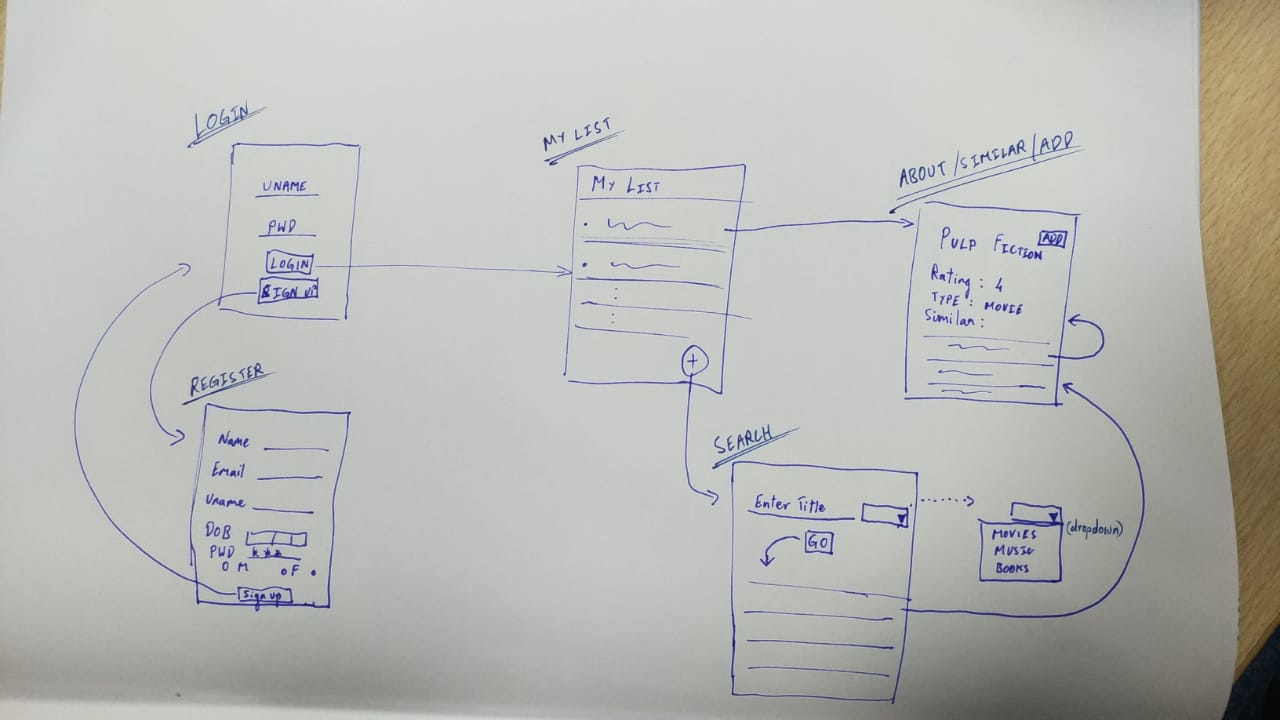 LOGIN
UNAME
PWD
LOGIN
SIGN UP
REGISTER
Name
Email
Uname
DOB
PWD ***
O M O F
Sign up
MY LIST
MY LIST
+
ABOUT/SIMILAR/ADD
PULP FICTION ADD
Rating : 4
TYPE : MOVIE
Similar :
SEARCH
Enter Title
GO
(dropdown)
MOVIES
MUSIC
BOOKS